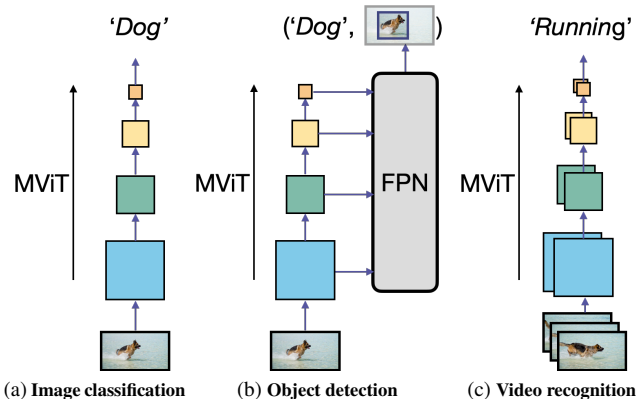 'Dog'
('Dog', )
'Running'
MViT
MViT
FPN
MViT
(a) Image classification
(b) Object detection
(c) Video recognition